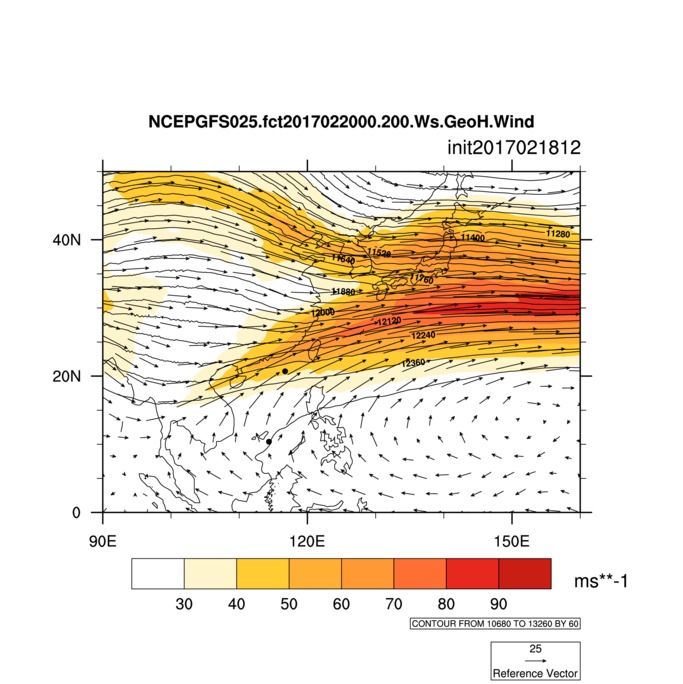 NCEPGFS025.fct2017022000.200.Ws.GeoH.Wind
init2017021812
11280
11400
40N
11520
11640
11760
11880
12000
12120
12240
12360
20N
0
90E 120E 150E
ms**-1
30 40 50 60 70 80 90
CONTOUR FROM 10680 TO 13260 BY 60
25
Reference Vector